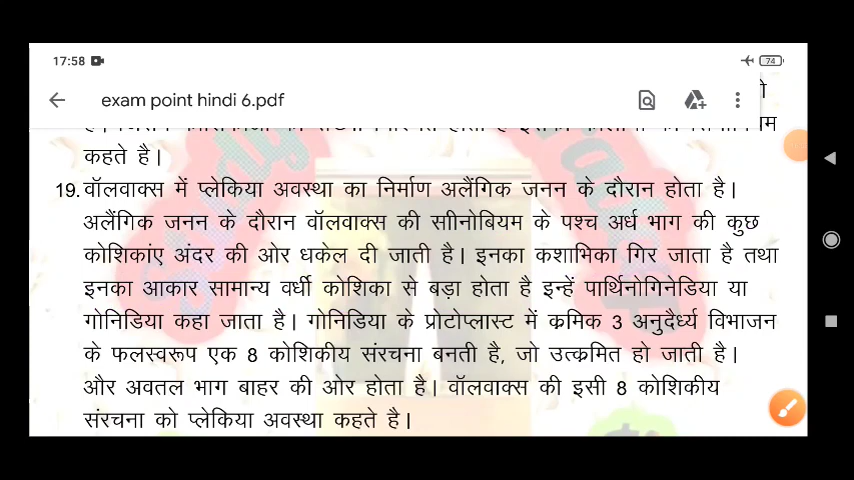 17:58
74
exam point hindi 6.pdf
कहते है।
19. वॉलवाक्स में प्लेकिया अवस्था का निर्माण अलैंगिक जनन के दौरान होता है।
अलैंगिक जनन के दौरान वॉलवाक्स की साीनोबियम के पश्च अर्ध भाग की कुछ
कोशिकांए अंदर की ओर धकेल दी जाती है। इनका कशाभिका गिर जाता है तथा
इनका आकार सामान्य वर्धी कोशिका से बड़ा होता है इन्हें पार्थिनोगिनेडिया या
गोनिडिया कहा जाता है। गोनिडिया के प्रोटोप्लास्ट में क्रमिक 3 अनुदैर्ध्य विभाजन
के फलस्वरूप एक 8 कोशिकीय संरचना बनती है, जो उत्क्रमित हो जाती है।
और अवतल भाग बाहर की ओर होता है। वॉलवाक्स की इसी 8 कोशिकीय
संरचना को प्लेकिया अवस्था कहते है।